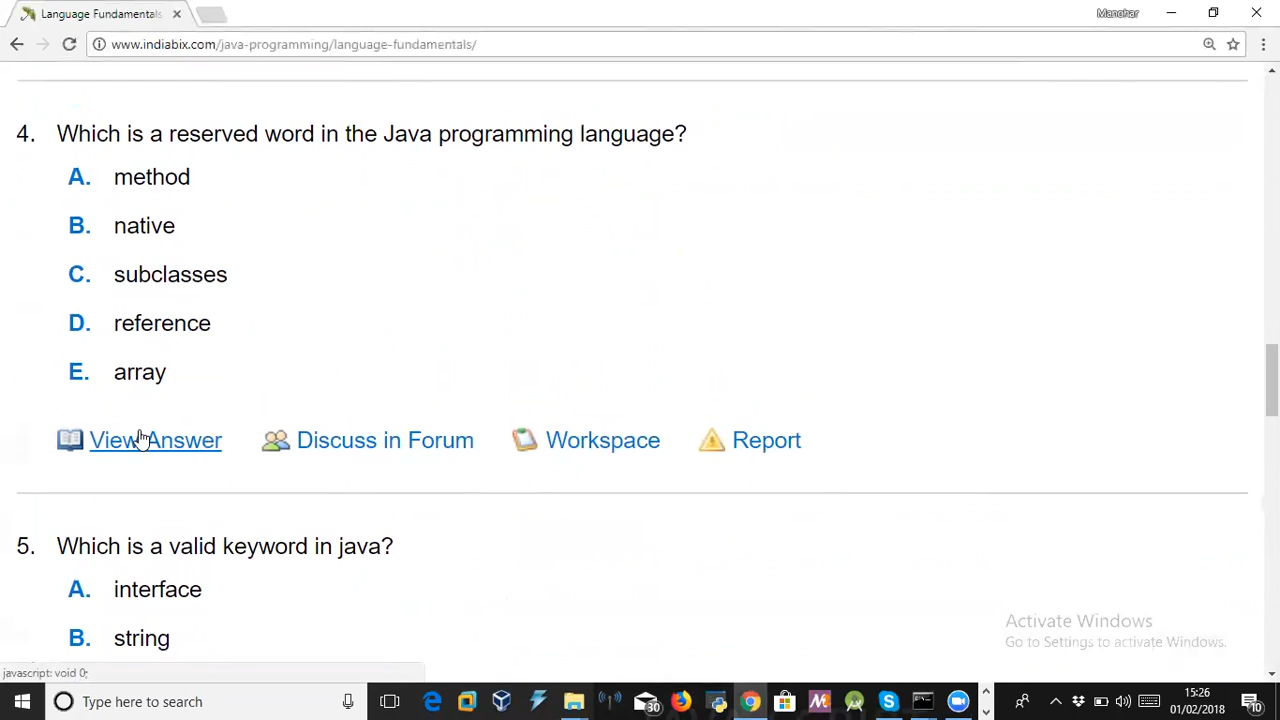 Language Fundamentals
Manohar
www.indiabix.com/java-programming/language-fundamentals/
4. Which is a reserved word in the Java programming language?
A. method
B. native
C. subclasses
D. reference
E. array
View Answer Discuss in Forum Workspace Report
5. Which is a valid keyword in java?
A. interface
B. string
Activate Windows
Go to Settings to activate Windows.
javascript: void 0;
Type here to search
30
15:26
01/02/2018
10